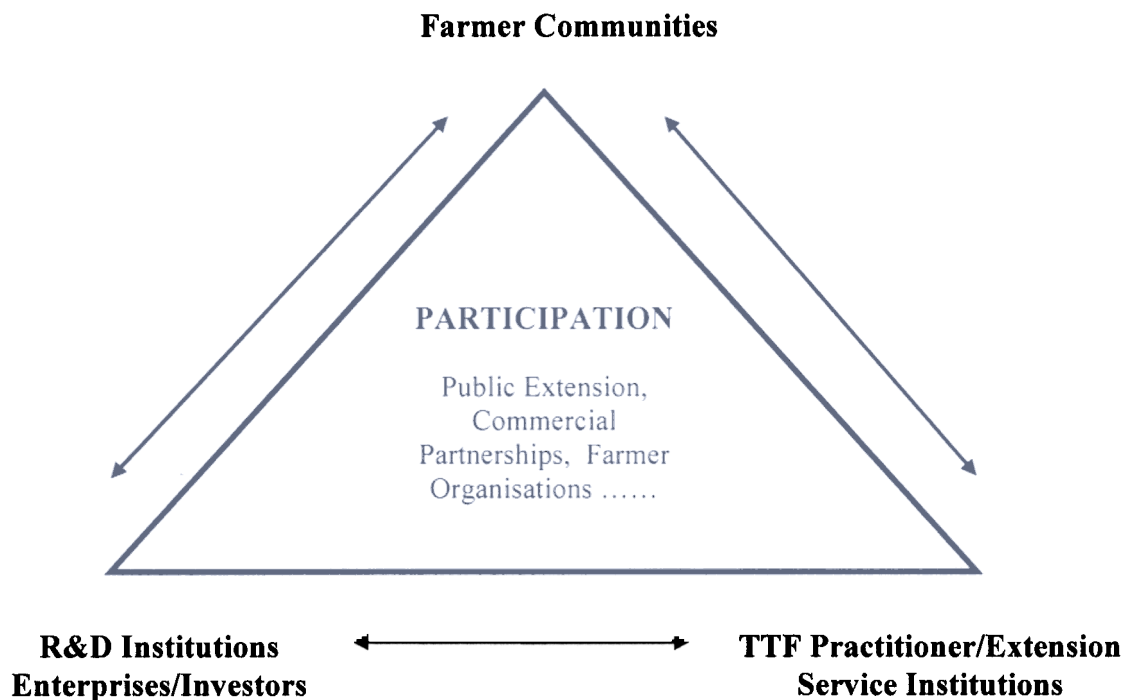 Farmer Communities
PARTICIPATION
Public Extension,
Commercial
Partnerships, Farmer
Organisations ......
R&D Institutions
Enterprises/Investors
TTF Practitioner/Extension
Service Institutions